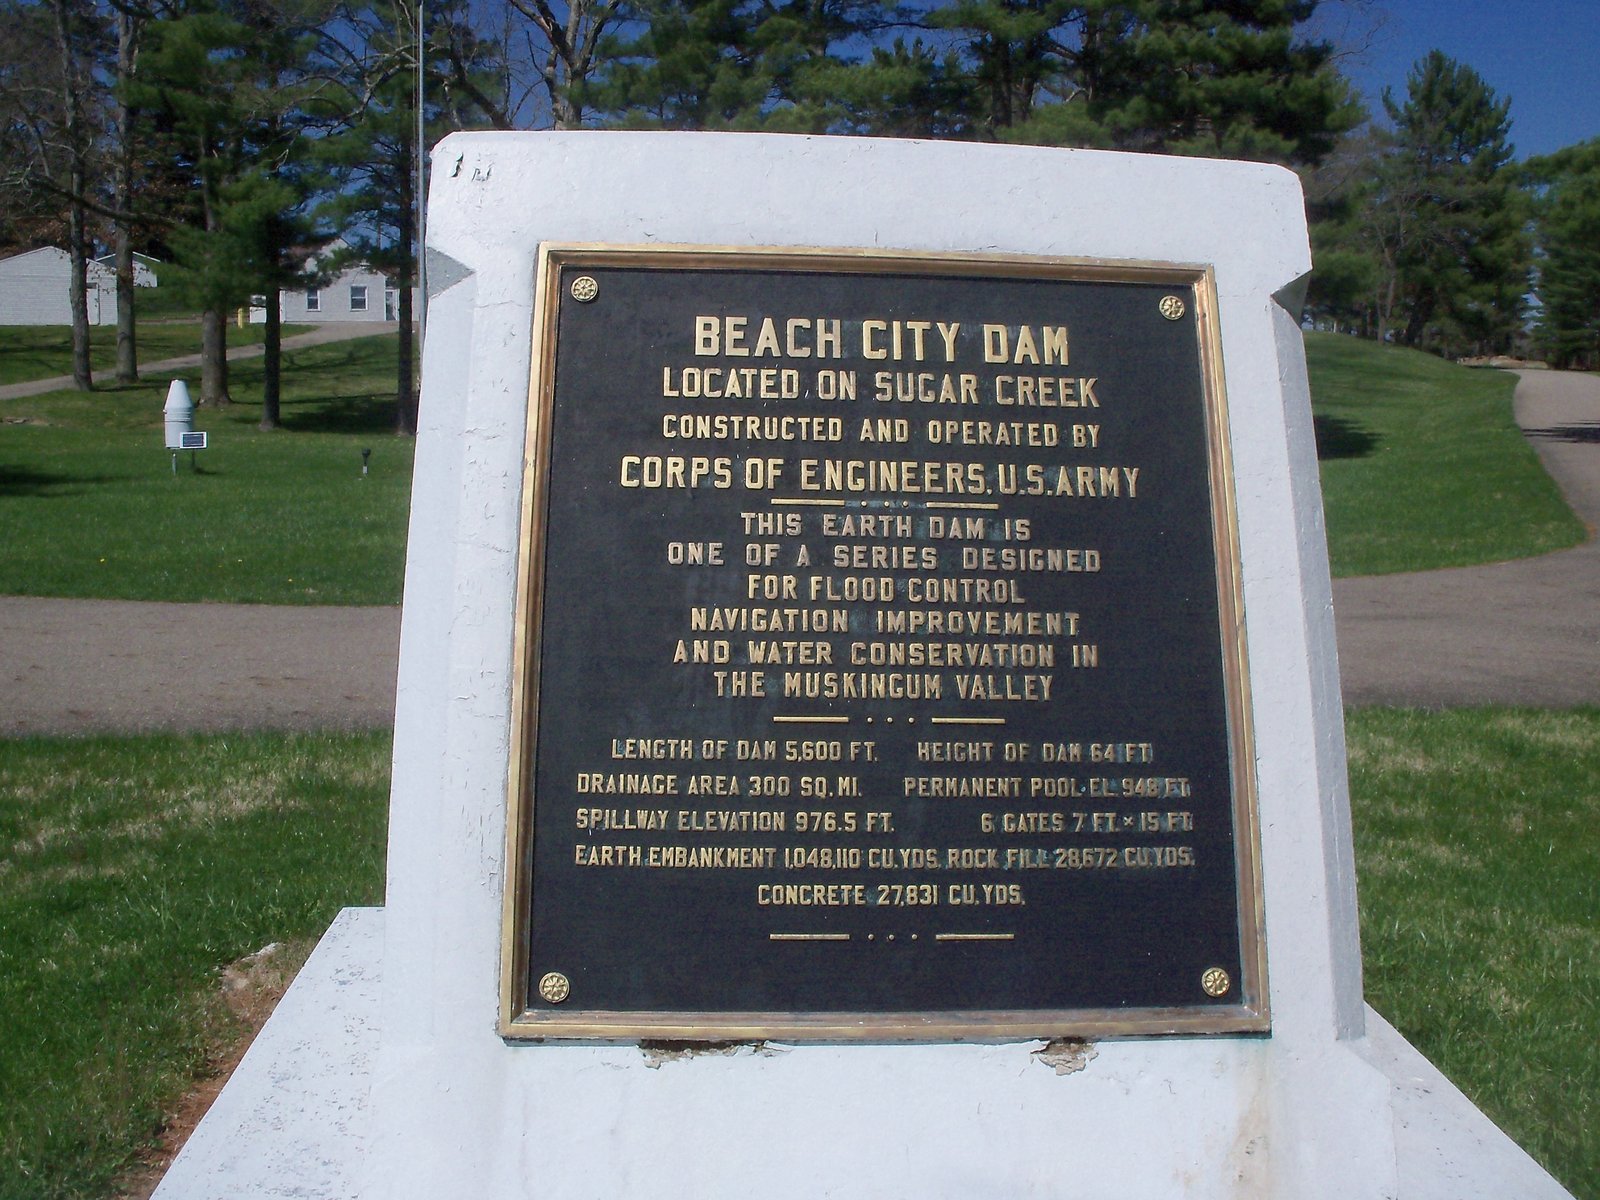 BEACH CITY DAM
LOCATED ON SUGAR CREEK
CONSTRUCTED AND OPERATED BY
CORPS OF ENGINEERS, U.S. ARMY
THIS EARTH DAM IS
ONE OF A SERIES DESIGNED
FOR FLOOD CONTROL
NAVIGATION IMPROVEMENT
AND WATER CONSERVATION IN
THE MUSKINGUM VALLEY
LENGTH OF DAM 5,600 FT. HEIGHT OF DAM 64 FT.
DRAINAGE AREA 300 SQ. MI. PERMANENT POOL EL. 948 FT.
SPILLWAY ELEVATION 976.5 FT. 6 GATES 7 FT. × 15 FT.
EARTH EMBANKMENT 1,048,110 CU. YDS. ROCK FILL 28,672 CU. YDS.
CONCRETE 27,831 CU. YDS.